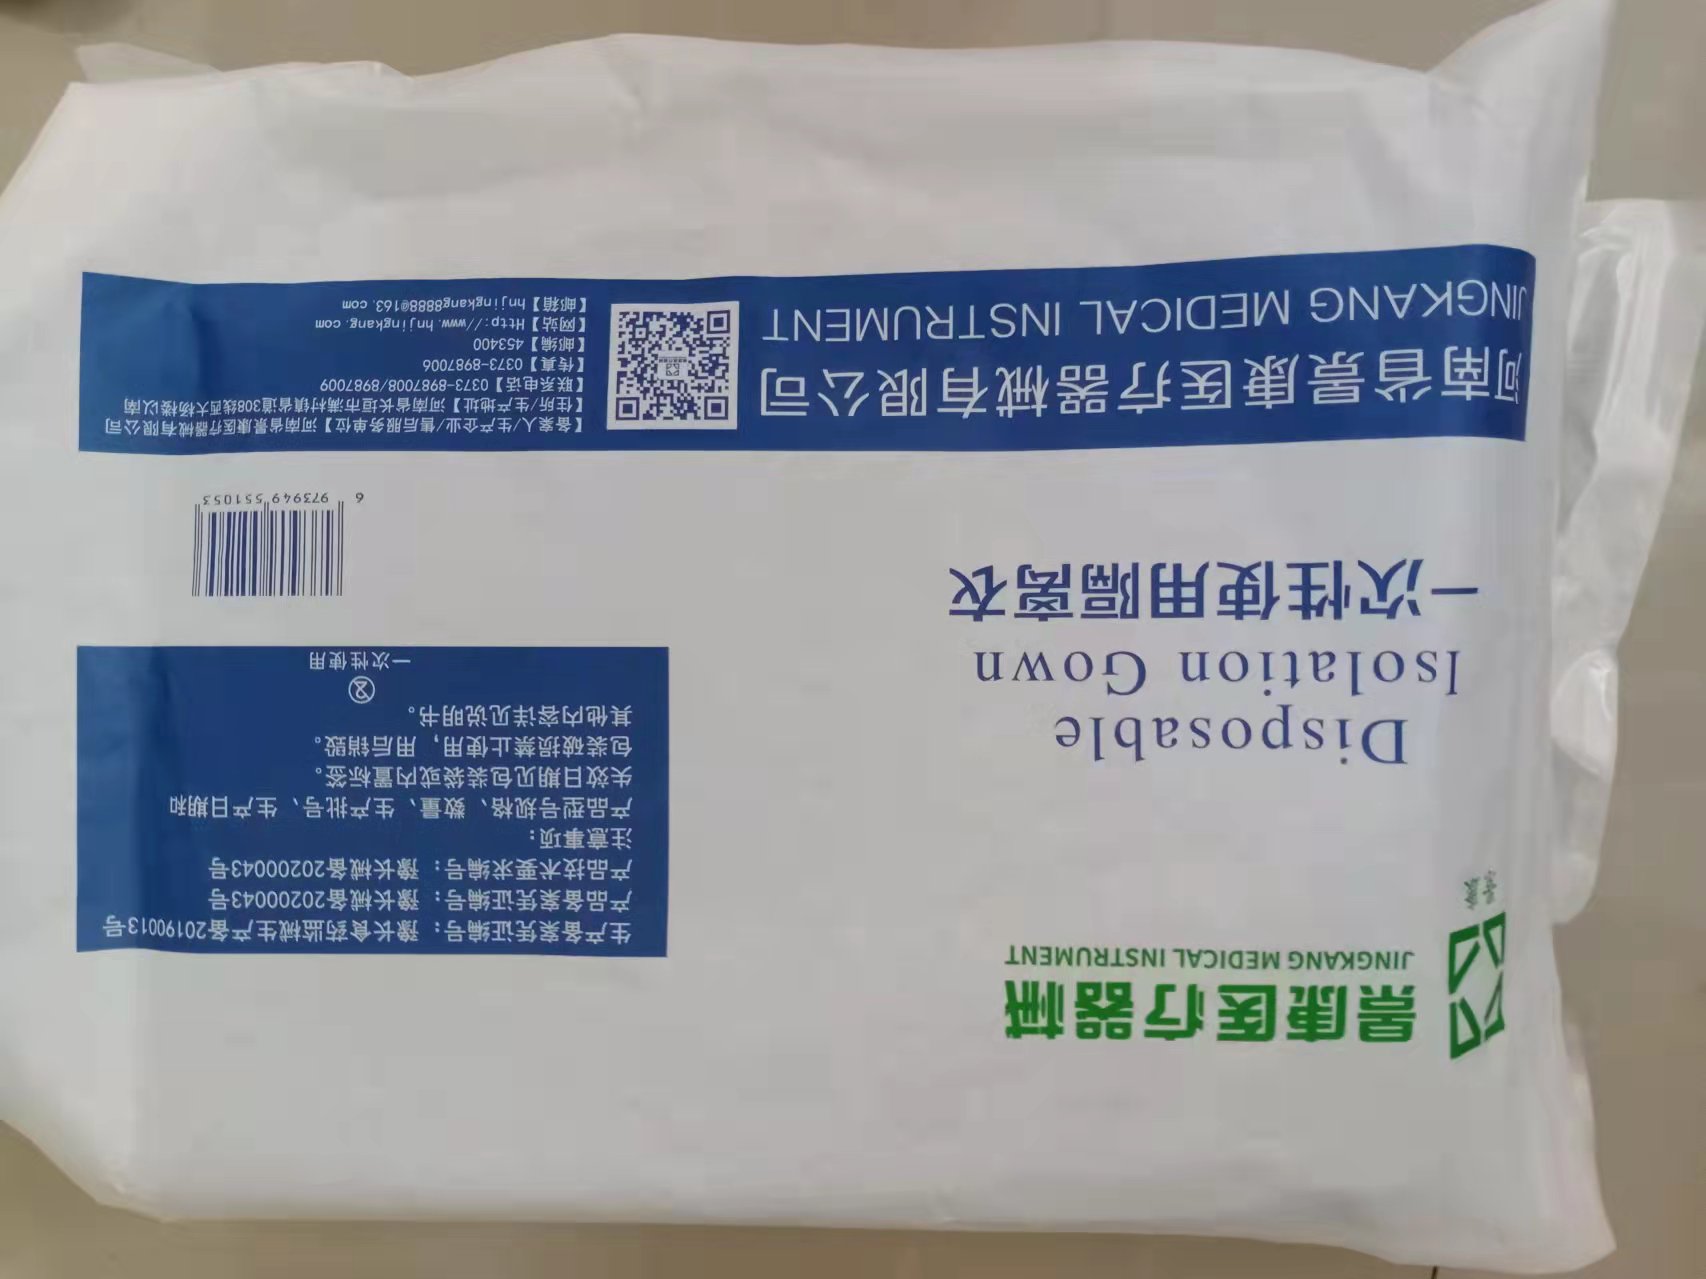 景康医疗器械
JINGKANG MEDICAL INSTRUMENT
景康
Disposable
Isolation Gown
一次性使用隔离衣
生产备案凭证编号：豫长食药监械生产备20190013号
产品备案凭证编号：豫长械备20200043号
产品技术要求编号：豫长械备20200043号
注意事项：
产品型号规格、数量、生产批号、生产日期和
失效日期见包装袋或内置标签。
包装破损禁止使用，用后销毁。
其他内容详见说明书。
2
一次性使用
6 973949 551053
河南省景康医疗器械有限公司
JINGKANG MEDICAL INSTRUMENT
【备案人/生产企业/售后服务单位】河南省景康医疗器械有限公司
【住所/生产地址】河南省长垣市满村镇省道308线西大杨楼以南
【联系电话】0373-8987008/8987009
【传真】0373-8987006
【邮编】453400
【网站】Http://www.hnjingkang.com
【邮箱】hnjingkang8888@163.com